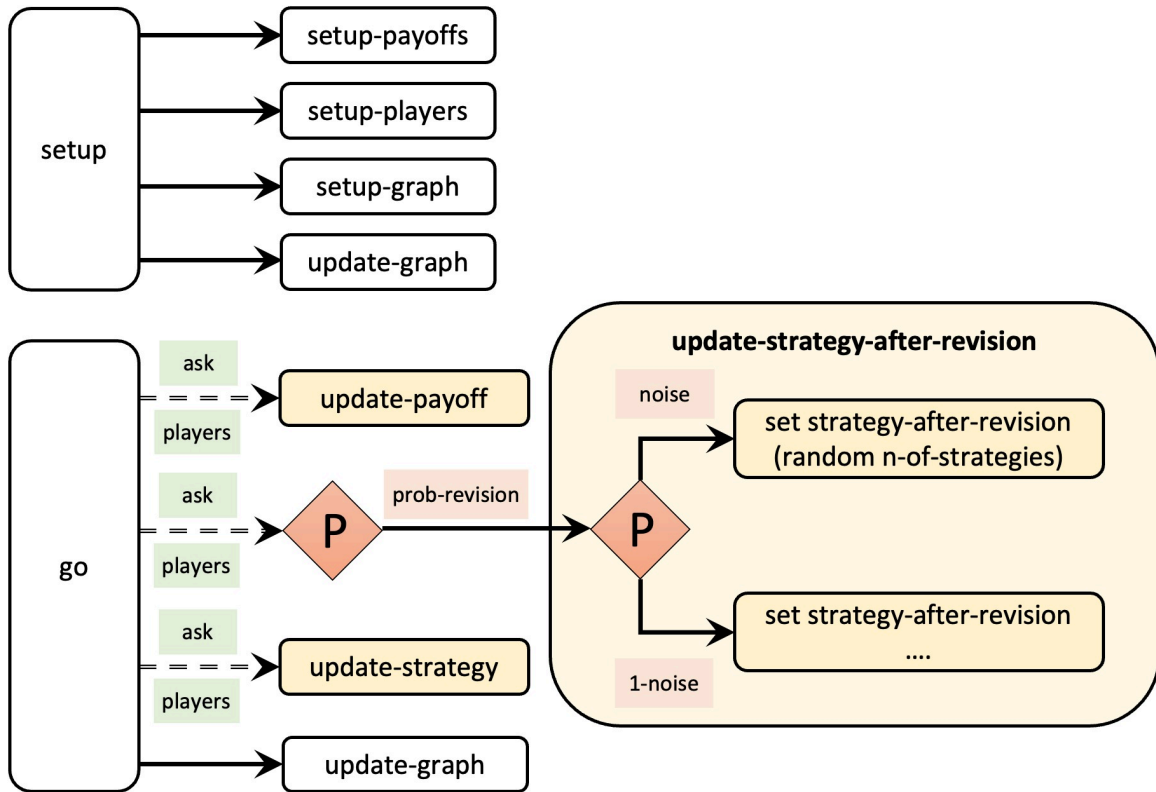 setup
setup-payoffs
setup-players
setup-graph
update-graph
go
ask
players
update-payoff
ask
players
P
prob-revision
update-strategy-after-revision
P
noise
set strategy-after-revision
(random n-of-strategies)
1-noise
set strategy-after-revision
....
ask
players
update-strategy
update-graph